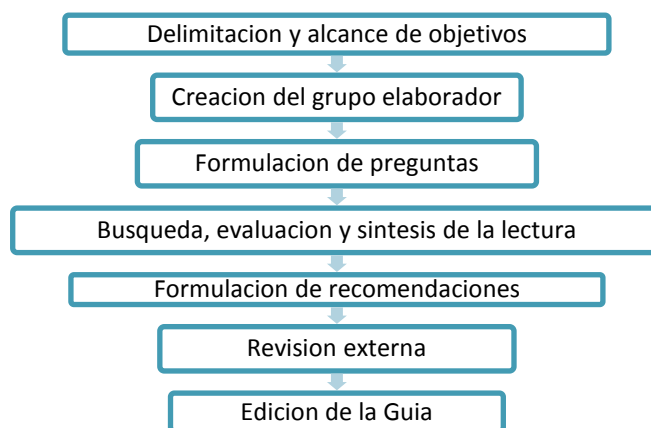 Delimitacion y alcance de objetivos
Creacion del grupo elaborador
Formulacion de preguntas
Busqueda, evaluacion y sintesis de la lectura
Formulacion de recomendaciones
Revision externa
Edicion de la Guia